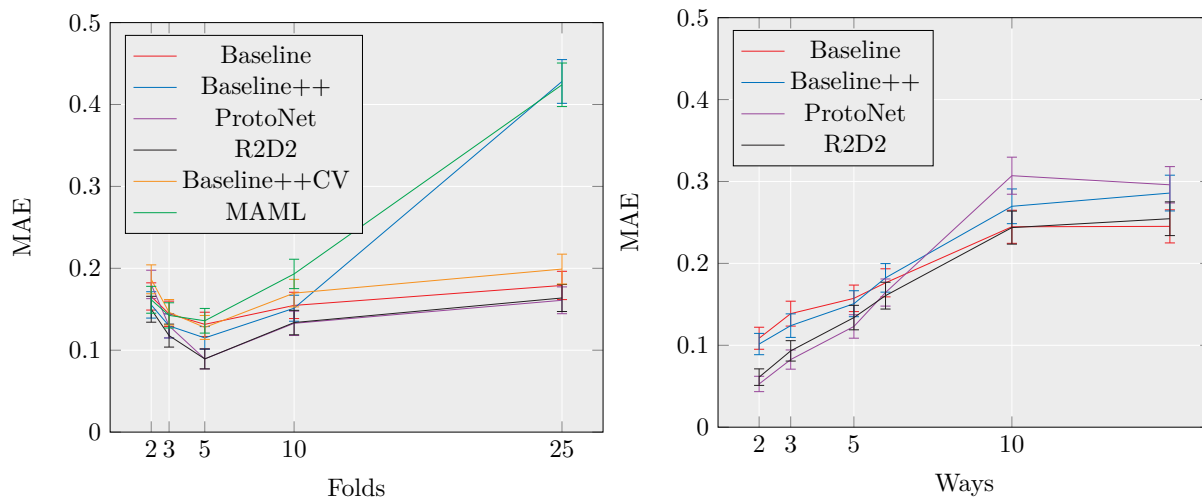 0.5
0.4
0.3
0.2
0.1
0
MAE
Baseline
Baseline++
ProtoNet
R2D2
Baseline++CV
MAML
2 3 5 10 25
Folds
0.5
0.4
0.3
0.2
0.1
0
MAE
Baseline
Baseline++
ProtoNet
R2D2
2 3 5 10
Ways